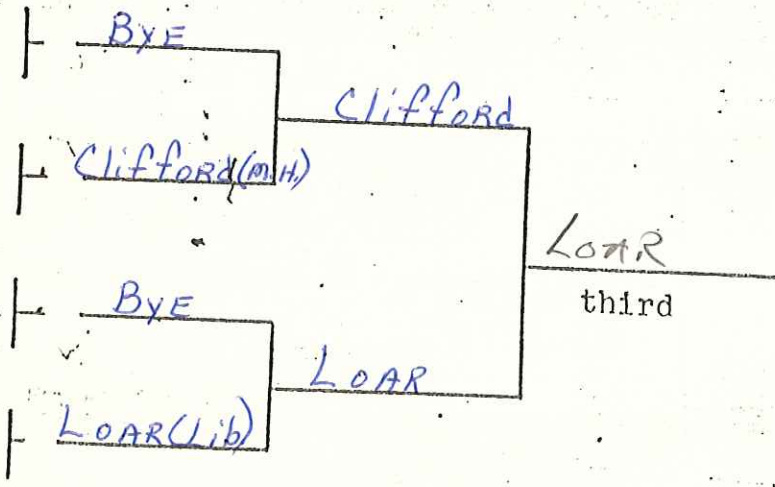 ByE
CliffoRd
CliffoRd (M.H.)
LOAR
third
ByE
LOAR
LOAR (Lib)